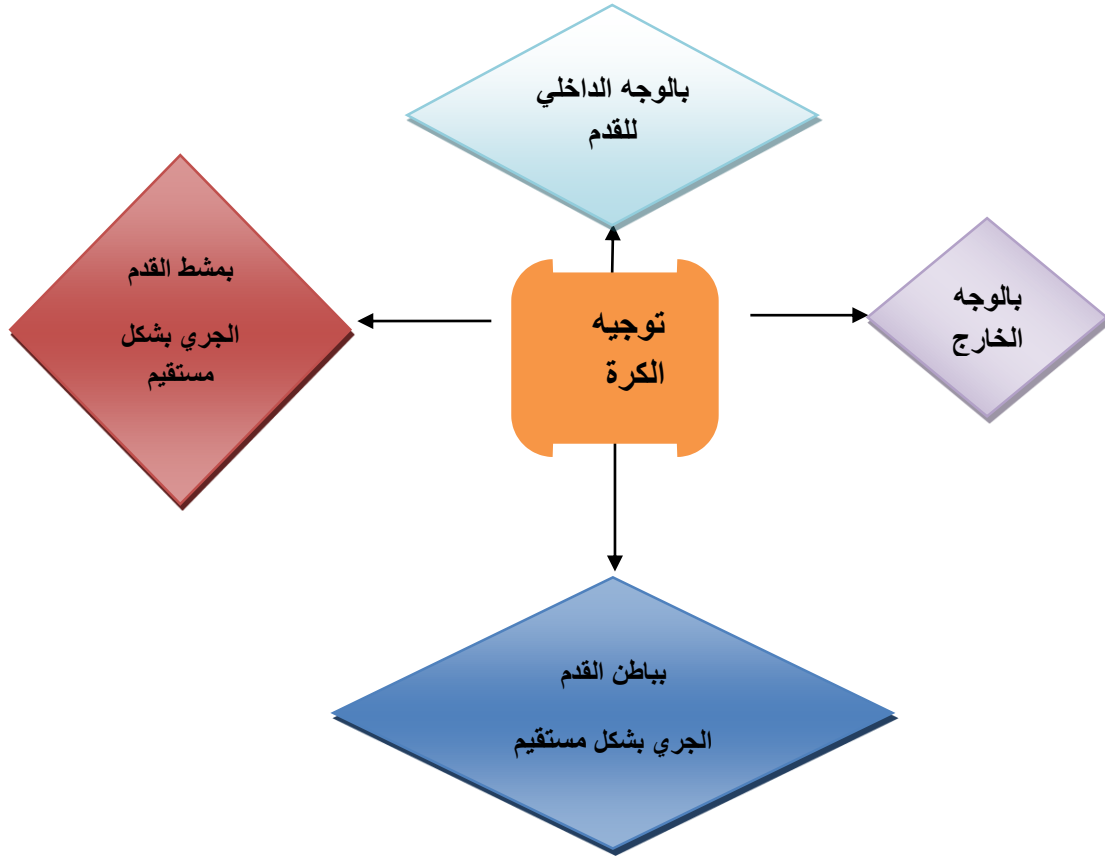 بالوجه الداخلي
للقدم
بمشط القدم
الجري بشكل
مستقيم
توجيه
الكرة
بالوجه
الخارج
بباطن القدم
الجري بشكل مستقيم